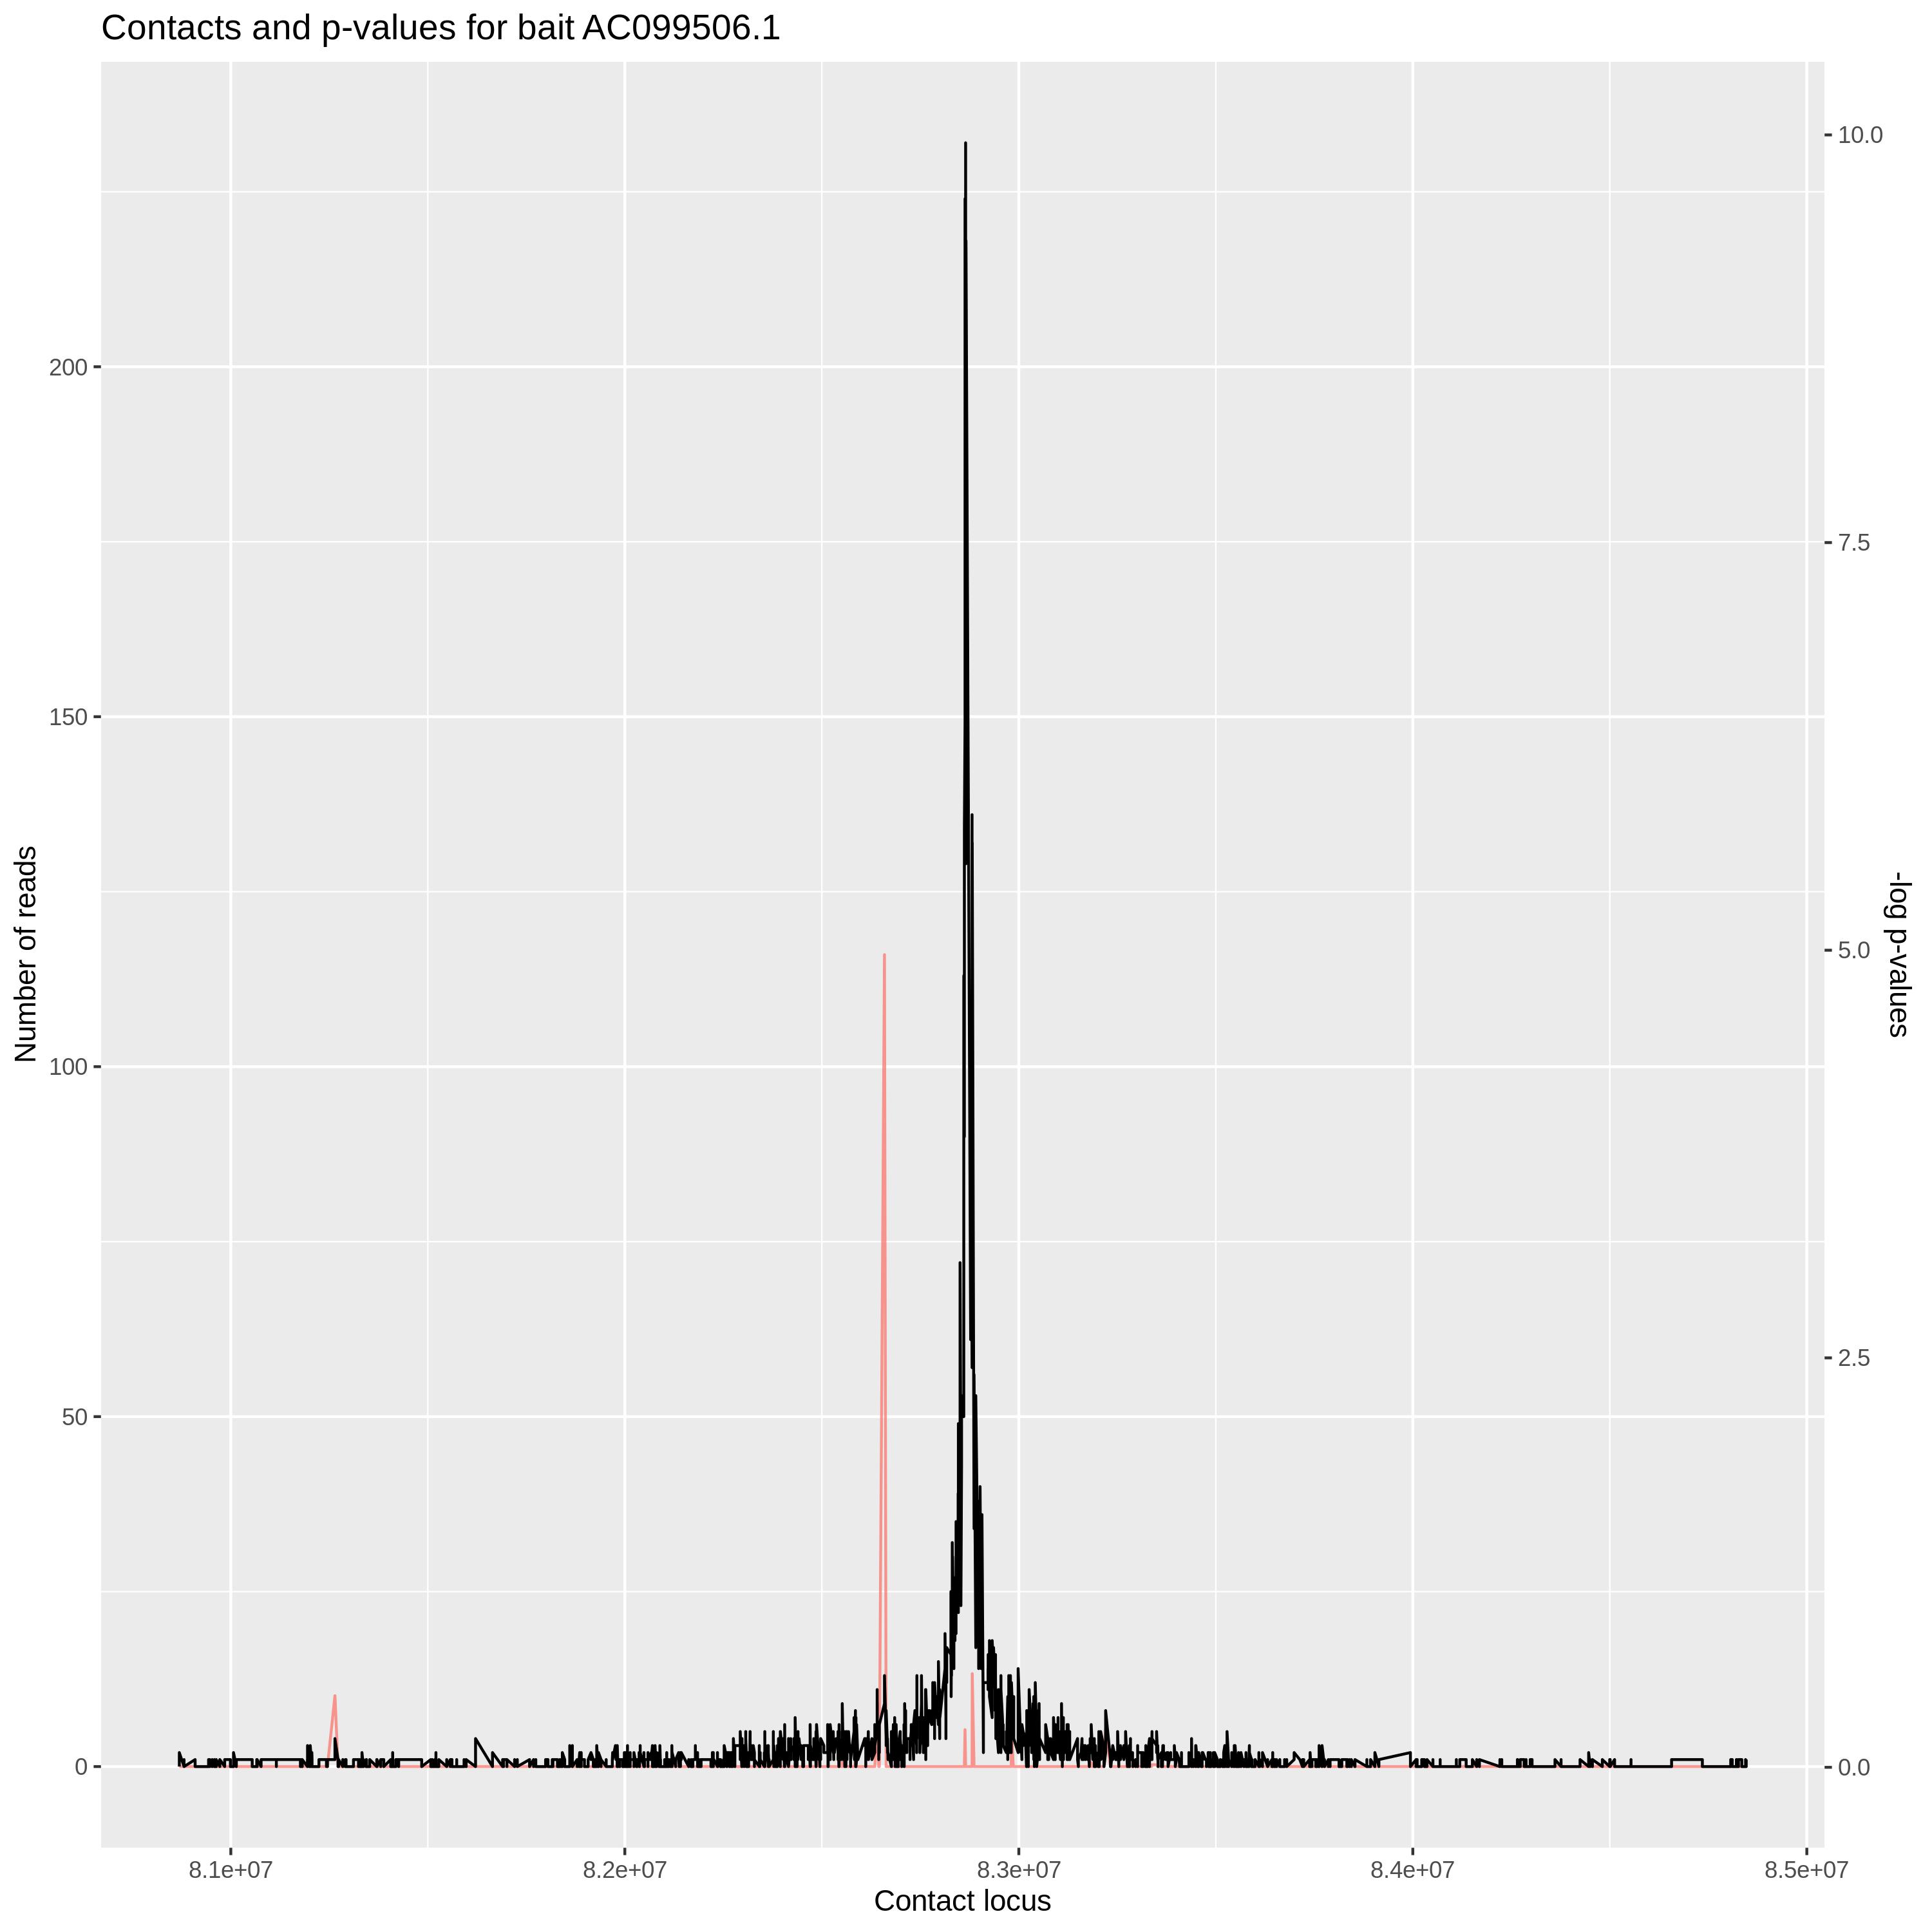 Contacts and p-values for bait AC099506.1
Number of reads
200
150
100
50
0
10.0
7.5
5.0
2.5
0.0
-log p-values
8.1e+07
8.2e+07
8.3e+07
8.4e+07
8.5e+07
Contact locus